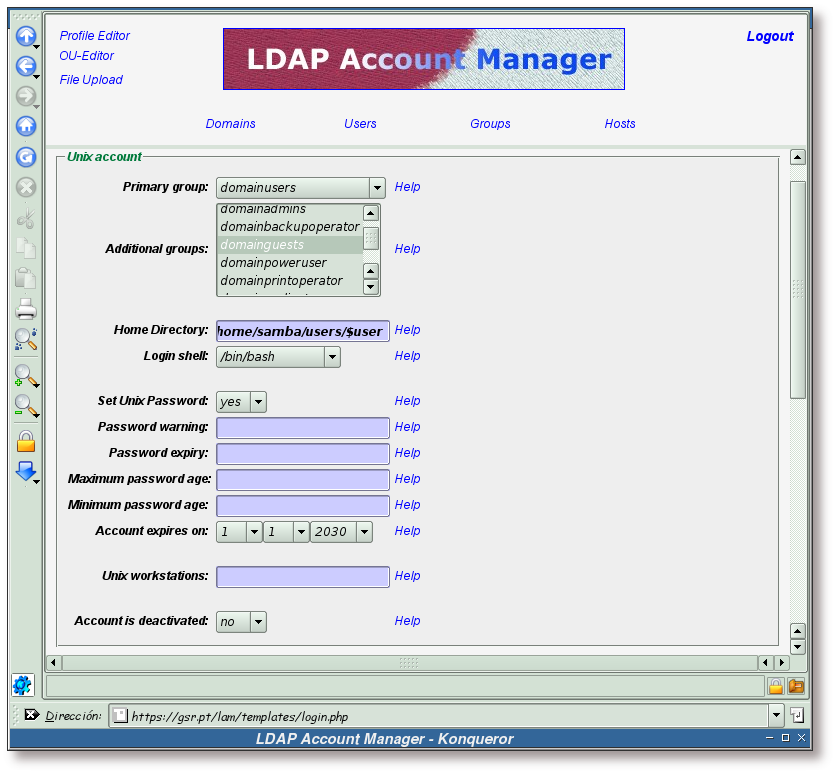 Profile Editor
OU-Editor
File Upload
LDAP Account Manager
Logout
Domains Users Groups Hosts
Unix account
Primary group: domainusers Help
domainadmins
domainbackupoperator
Additional groups: domainguests Help
domainpoweruser
domainprintoperator
Home Directory: home/samba/users/$user Help
Login shell: /bin/bash Help
Set Unix Password: yes Help
Password warning: Help
Password expiry: Help
Maximum password age: Help
Minimum password age: Help
Account expires on: 1 1 2030 Help
Unix workstations: Help
Account is deactivated: no Help
Dirección: https://gsr.pt/lam/templates/login.php
LDAP Account Manager - Konqueror